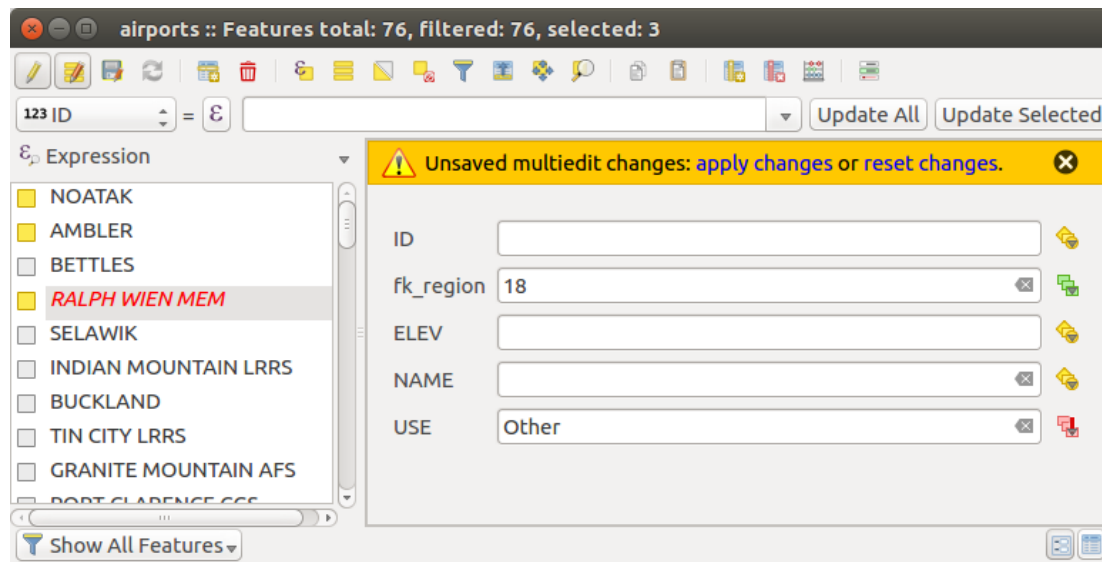 airports :: Features total: 76, filtered: 76, selected: 3
123 ID = ε Update All Update Selected
Expression
Unsaved multiedit changes: apply changes or reset changes.
NOATAK
AMBLER
BETTLES
RALPH WIEN MEM
SELAWIK
INDIAN MOUNTAIN LRRS
BUCKLAND
TIN CITY LRRS
GRANITE MOUNTAIN AFS
ID
fk_region 18
ELEV
NAME
USE Other
Show All Features